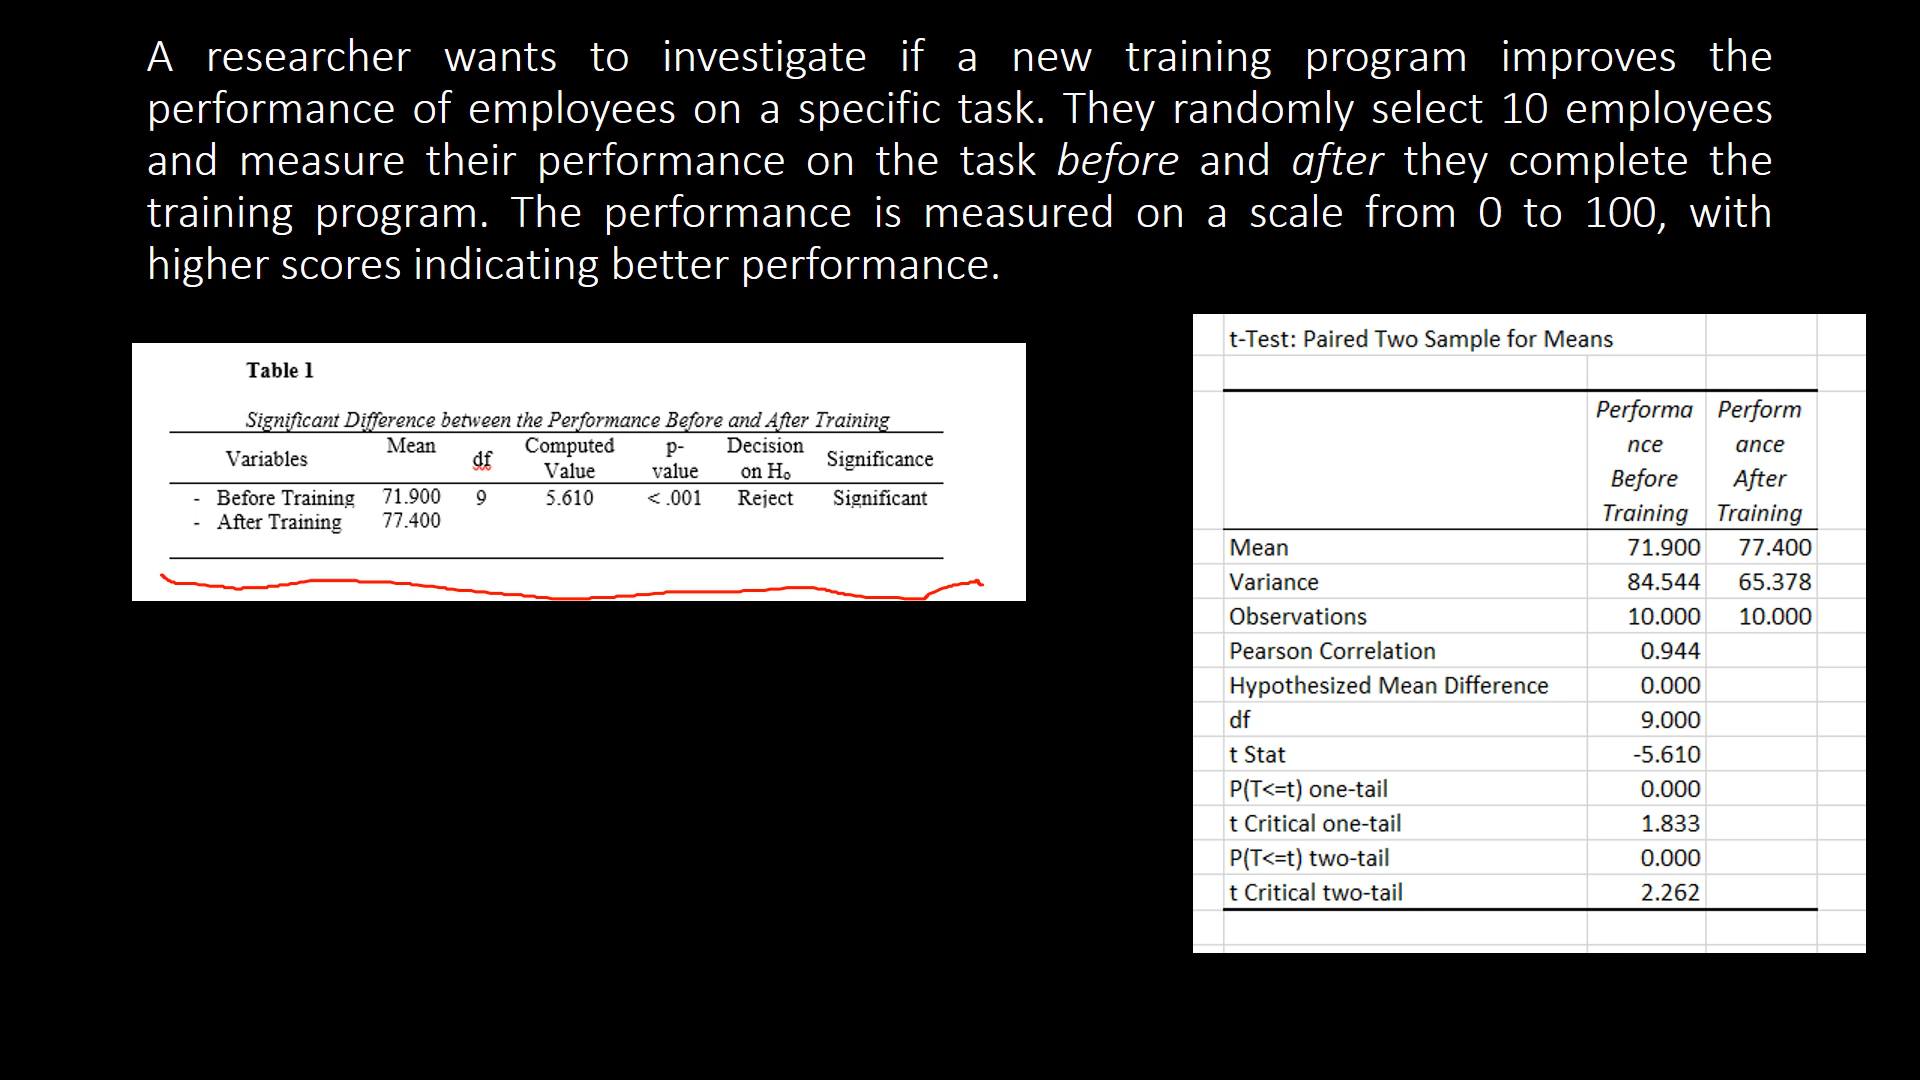 A researcher wants to investigate if a new training program improves the
performance of employees on a specific task. They randomly select 10 employees
and measure their performance on the task before and after they complete the
training program. The performance is measured on a scale from 0 to 100, with
higher scores indicating better performance.
Table 1
Significant Difference between the Performance Before and After Training
Variables Mean df Computed Value p-value Decision on Ho Significance
- Before Training 71.900 9 5.610 < .001 Reject Significant
- After Training 77.400
t-Test: Paired Two Sample for Means
Performa Perform
nce ance
Before After
Training Training
Mean 71.900 77.400
Variance 84.544 65.378
Observations 10.000 10.000
Pearson Correlation 0.944
Hypothesized Mean Difference 0.000
df 9.000
t Stat -5.610
P(T<=t) one-tail 0.000
t Critical one-tail 1.833
P(T<=t) two-tail 0.000
t Critical two-tail 2.262